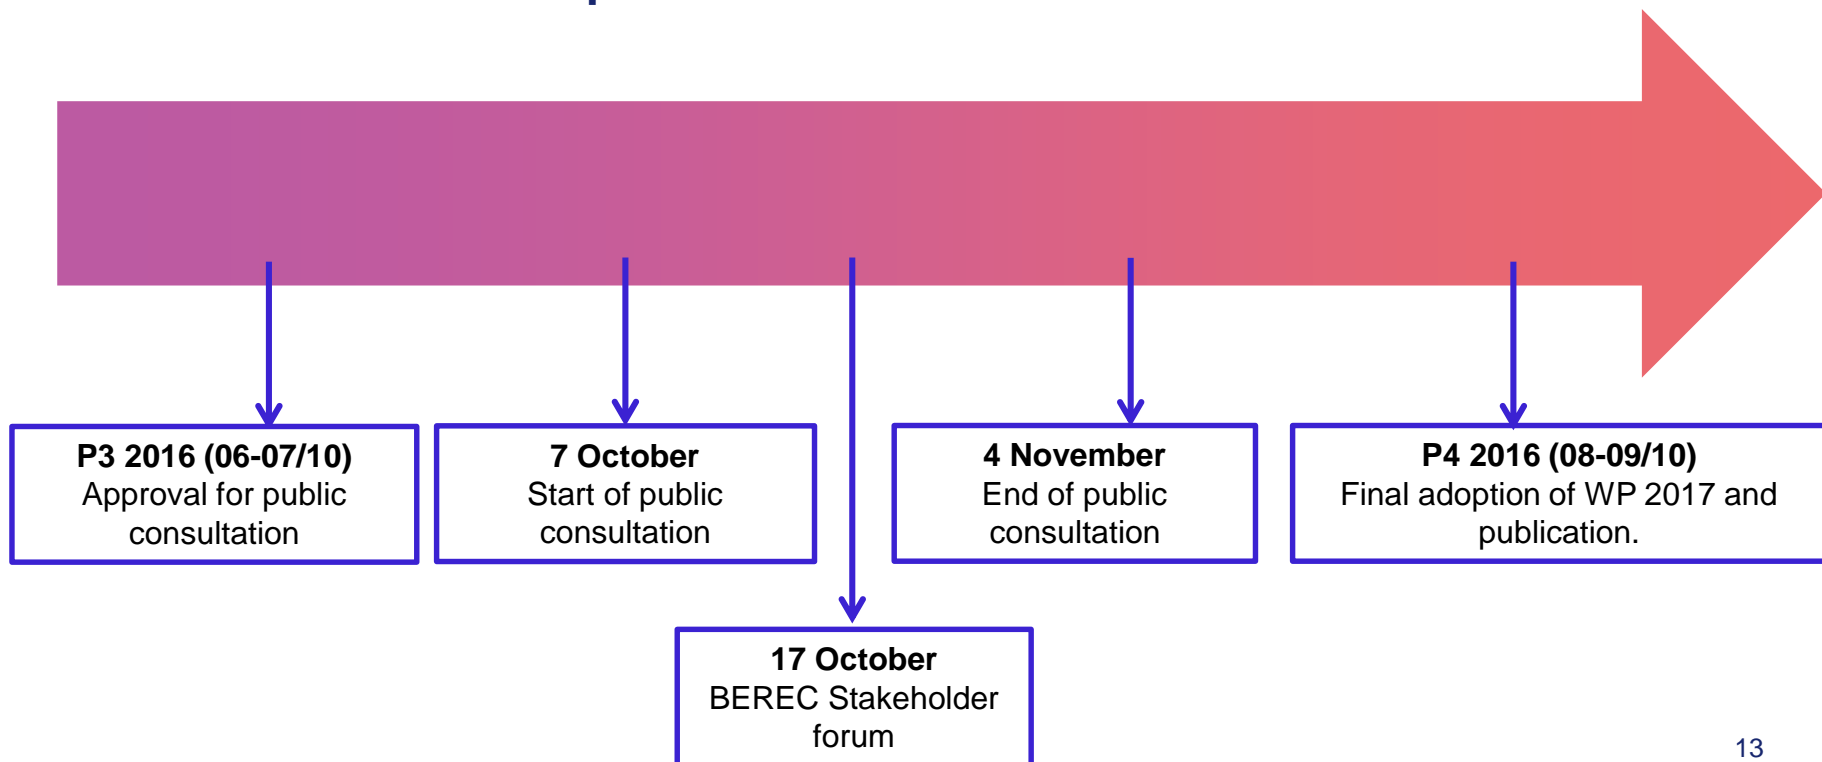 P3 2016 (06-07/10)
Approval for public
consultation
7 October
Start of public
consultation
17 October
BEREC Stakeholder
forum
4 November
End of public
consultation
P4 2016 (08-09/10)
Final adoption of WP 2017 and
publication.
13